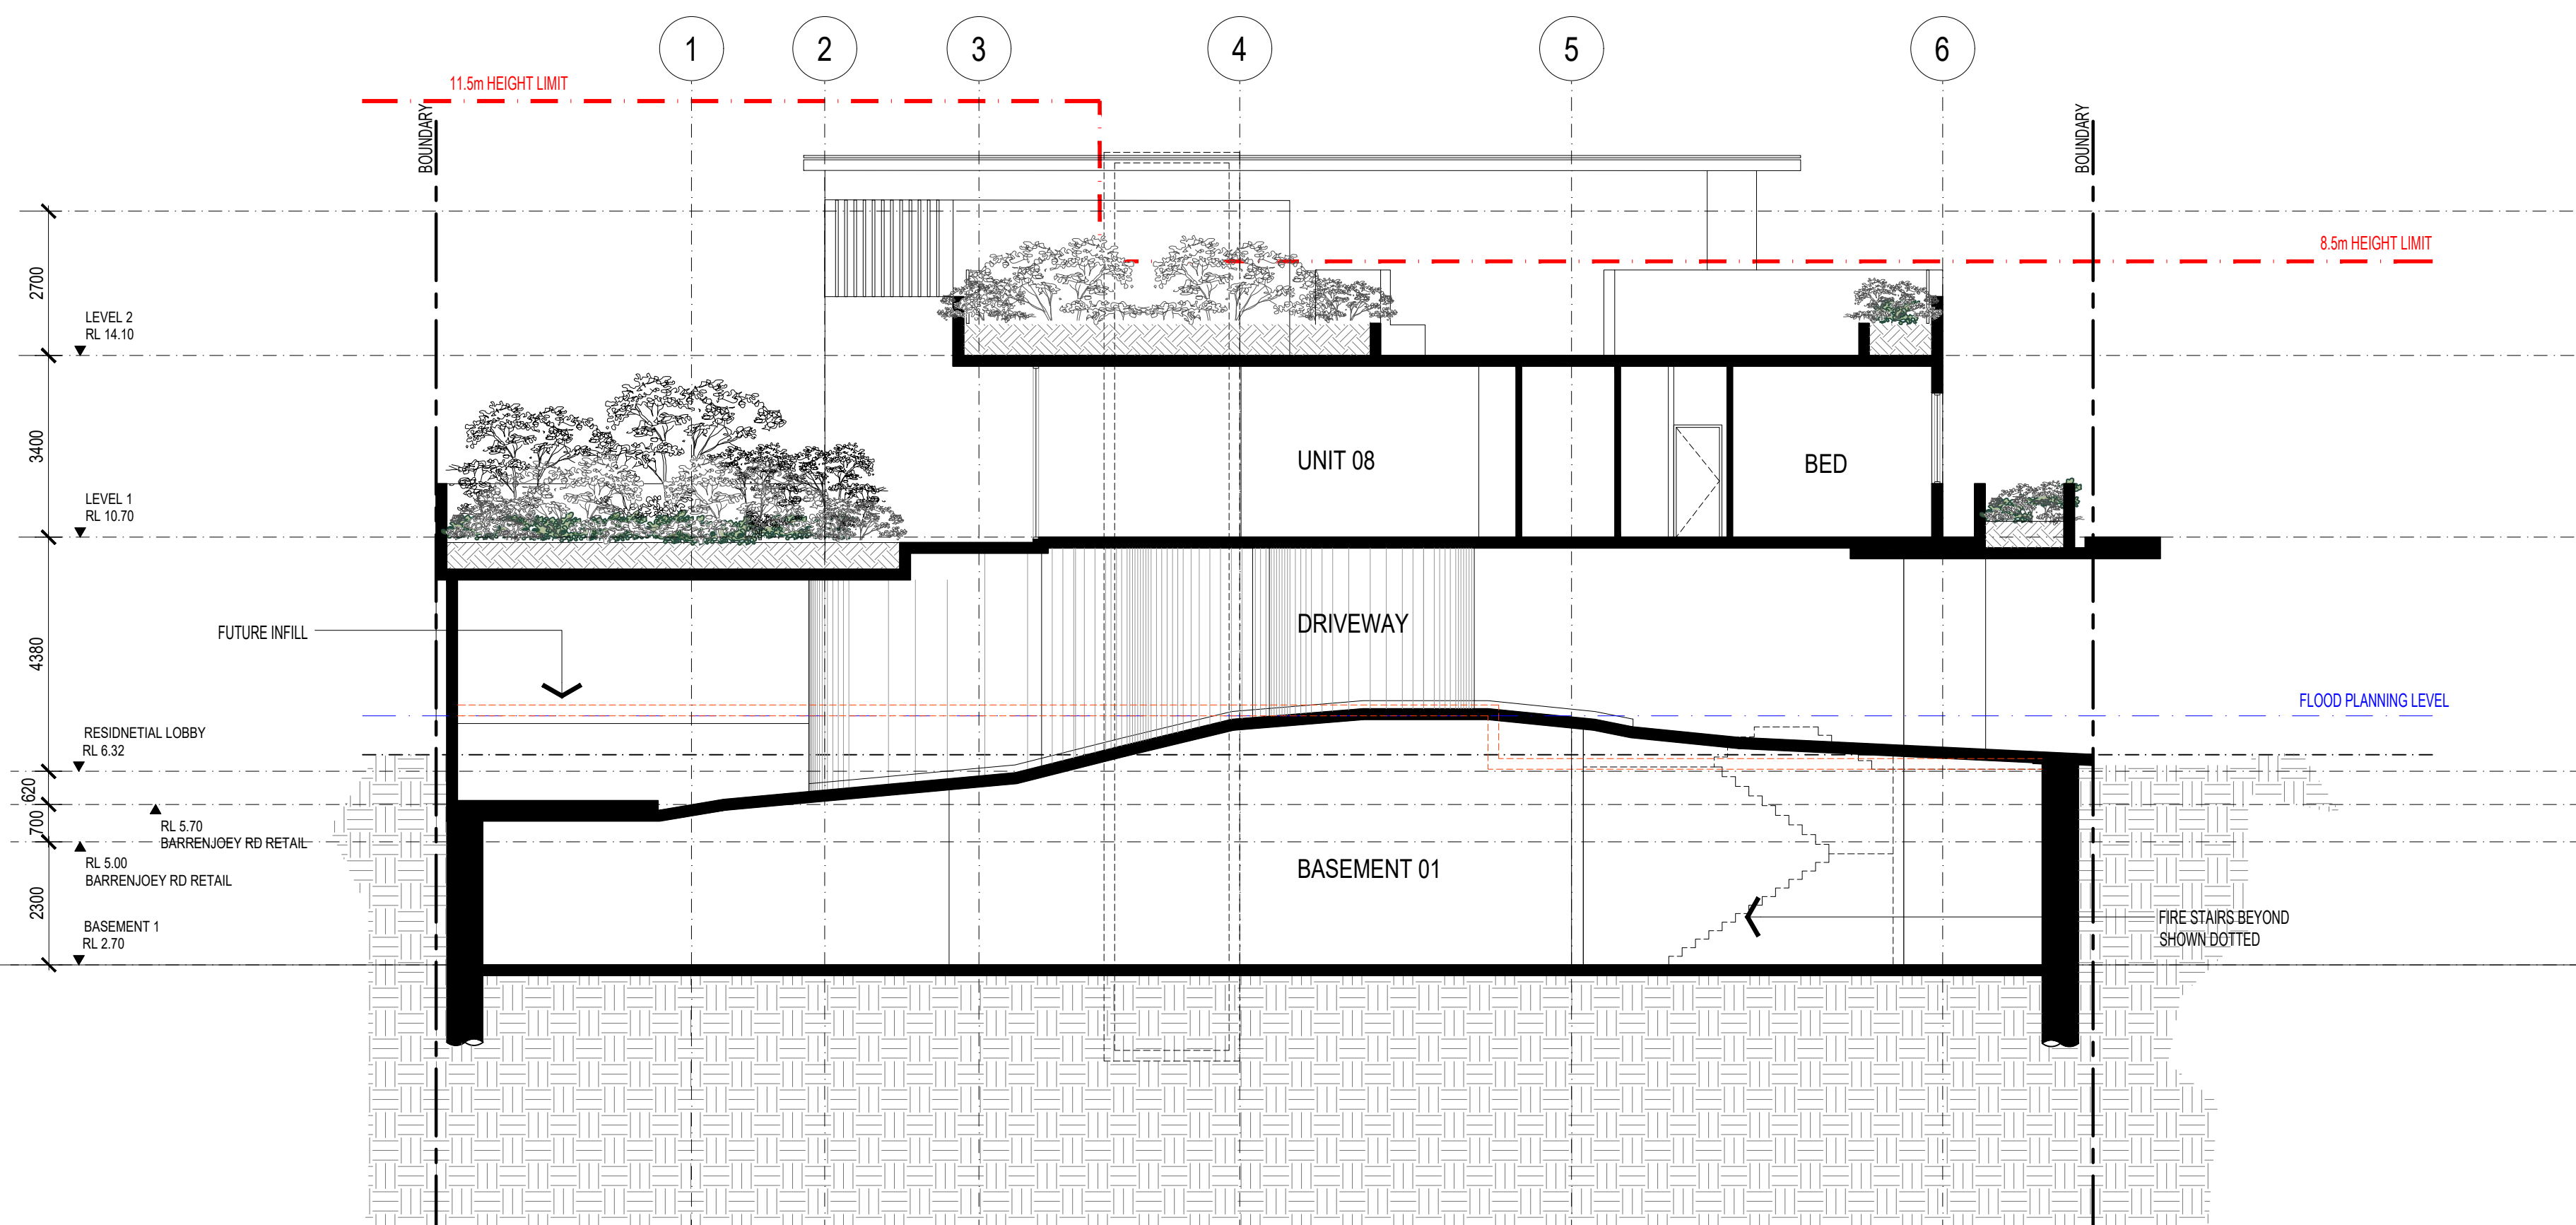 1
2
3
4
5
6
11.5m HEIGHT LIMIT
BOUNDARY
BOUNDARY
8.5m HEIGHT LIMIT
2700
LEVEL 2
RL 14.10
3400
LEVEL 1
RL 10.70
UNIT 08
BED
4380
FUTURE INFILL
DRIVEWAY
FLOOD PLANNING LEVEL
RESIDNETIAL LOBBY
RL 6.32
620
700
RL 5.70
BARRENJOEY RD RETAIL
RL 5.00
BARRENJOEY RD RETAIL
2300
BASEMENT 01
BASEMENT 1
RL 2.70
FIRE STAIRS BEYOND
SHOWN DOTTED